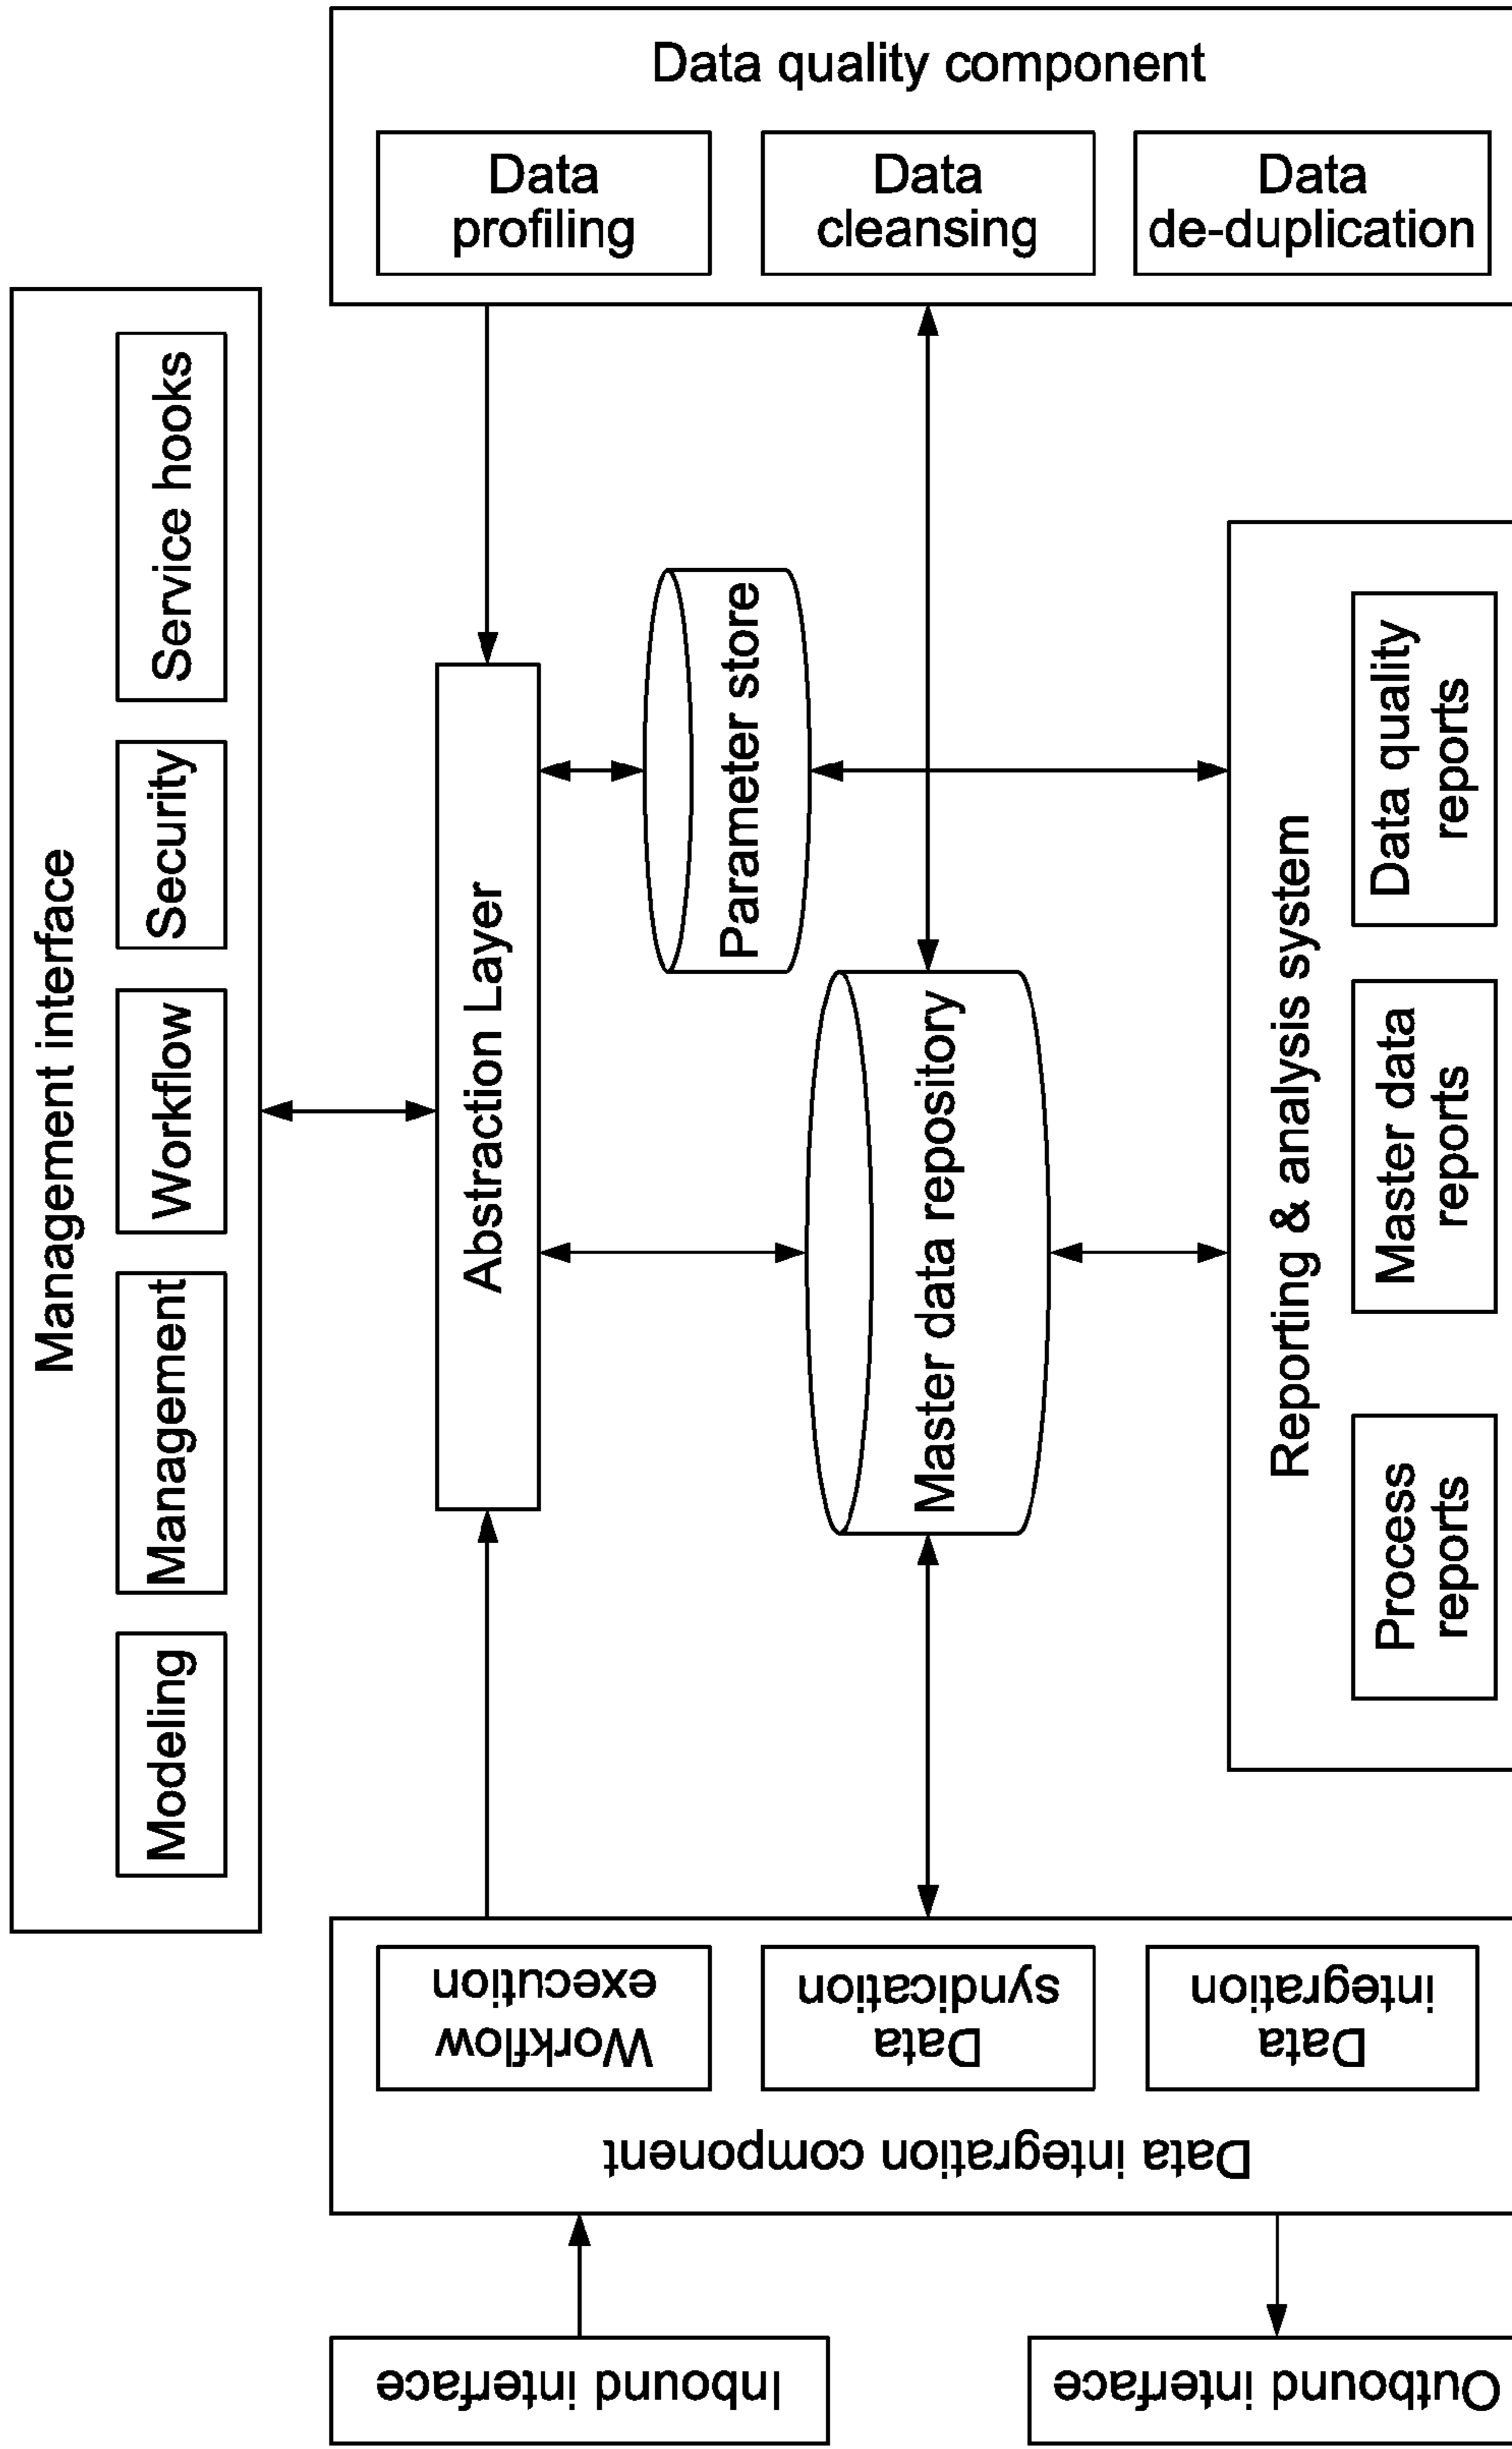 Management interface
Modeling
Management
Workflow
Security
Service hooks
Inbound interface
Outbound interface
Data integration component
Workflow
execution
Data
syndication
Data
integration
Abstraction Layer
Parameter store
Master data repository
Data quality component
Data
profiling
Data
cleansing
Data
de-duplication
Reporting & analysis system
Process
reports
Master data
reports
Data quality
reports